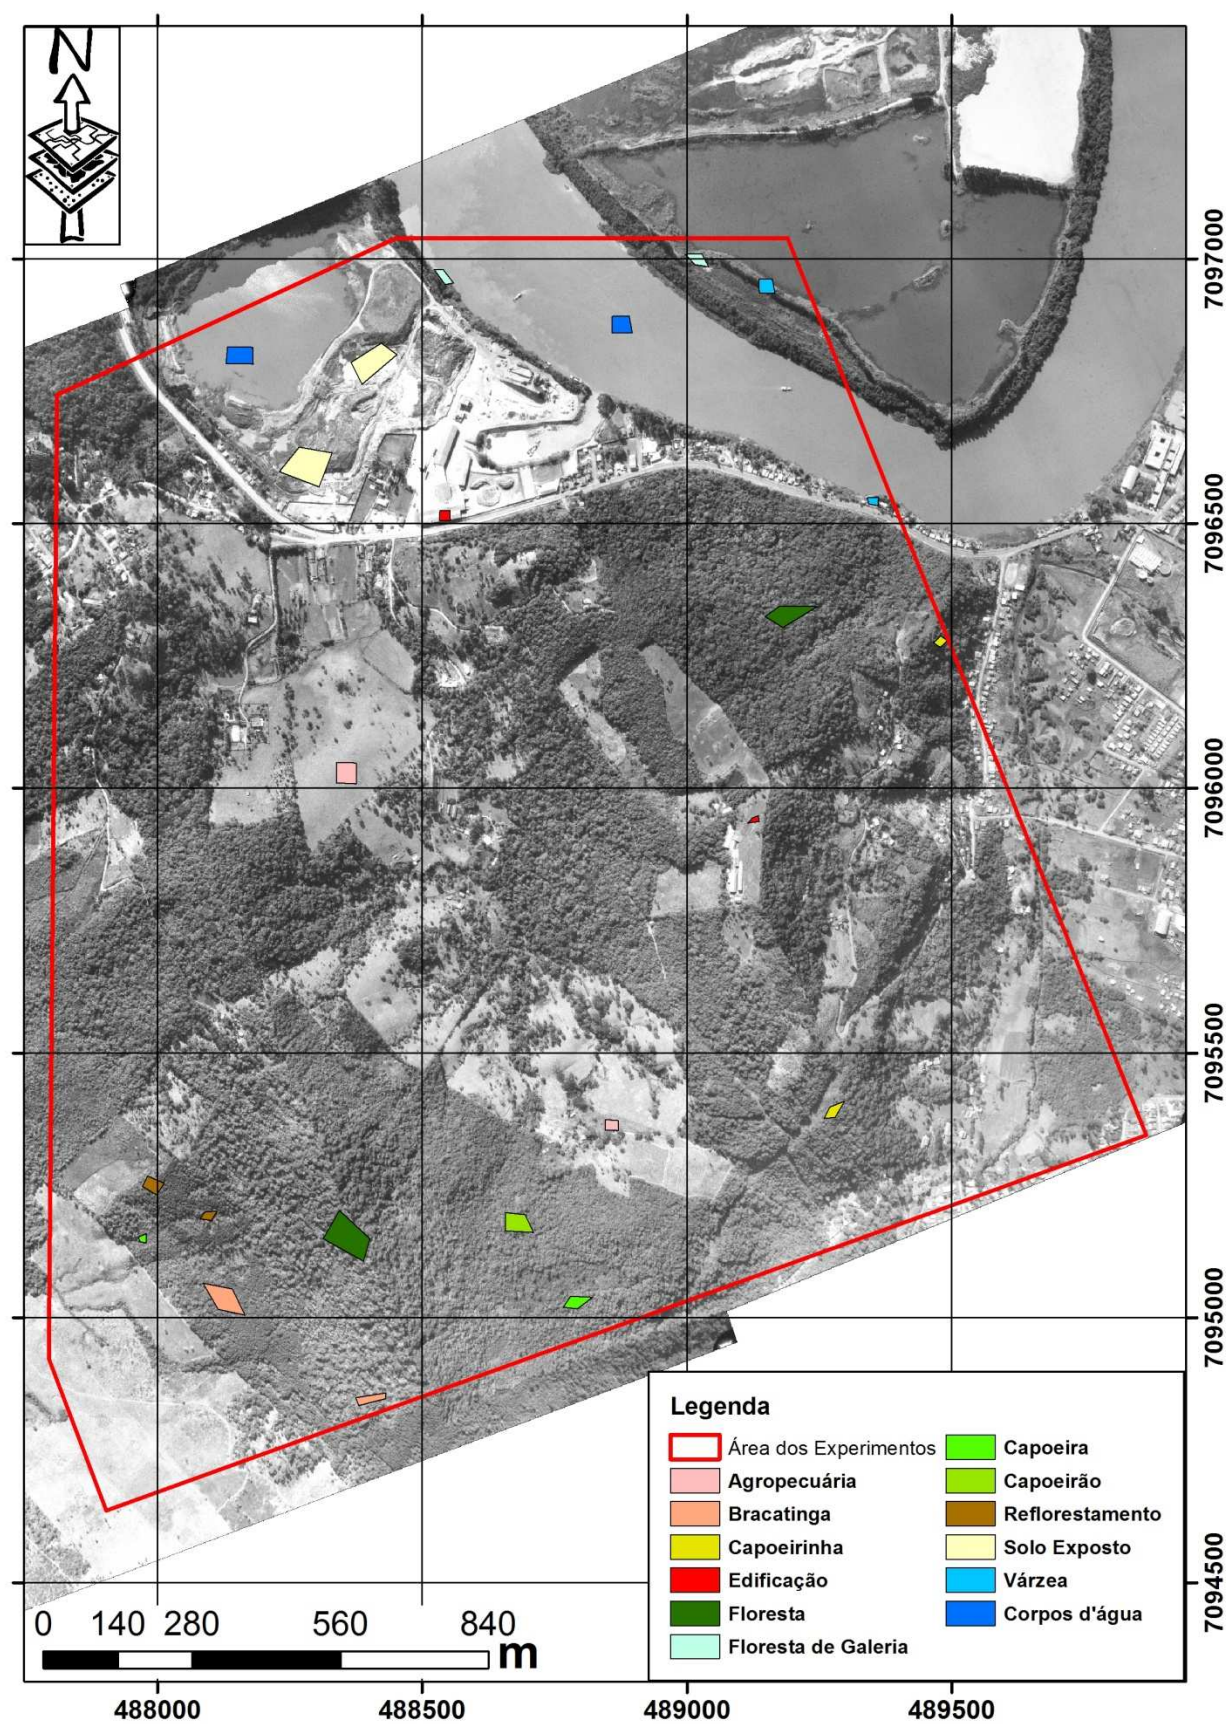 N
7097000
7096500
7096000
7095500
7095000
7094500
Legenda
Área dos Experimentos
Agropecuária
Bracatinga
Capoeirinha
Edificação
Floresta
Floresta de Galeria
Capoeira
Capoeirão
Reflorestamento
Solo Exposto
Várzea
Corpos d'água
0 140 280 560 840
m
488000 488500 489000 489500